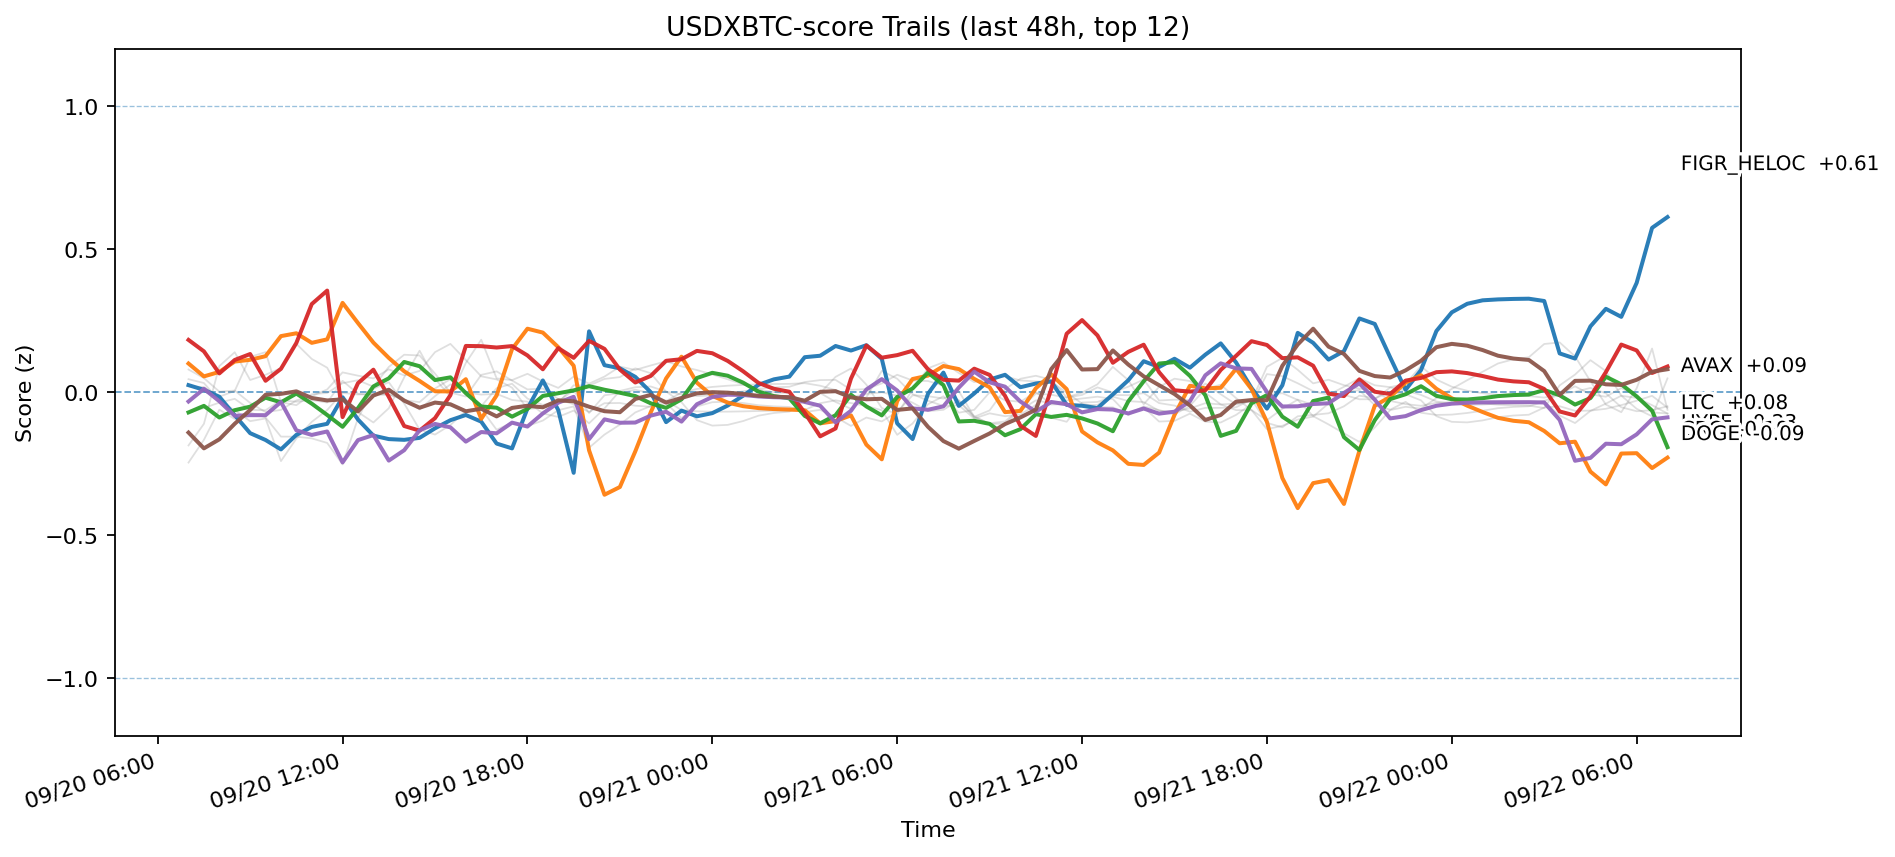 USDXBTC-score Trails (last 48h, top 12)
Score (z)
1.0
0.5
0.0
−0.5
−1.0
FIGR_HELOC +0.61
AVAX +0.09
LTC +0.08
DOGE -0.09
09/20 06:00
09/20 12:00
09/20 18:00
09/21 00:00
09/21 06:00
09/21 12:00
09/21 18:00
09/22 00:00
09/22 06:00
Time